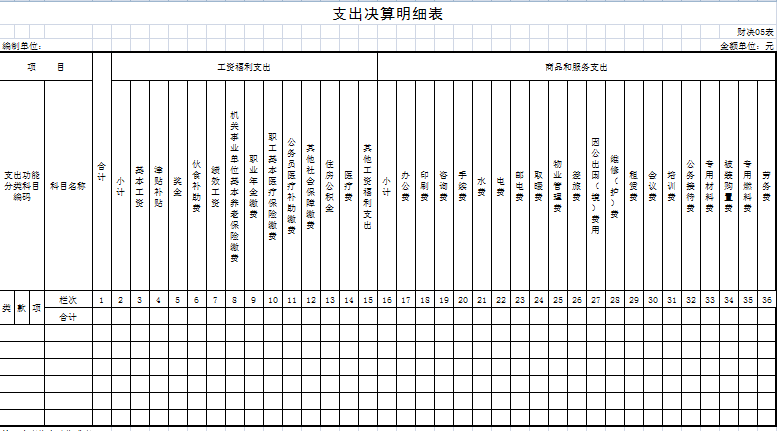 支出决算明细表
财决05表
编制单位:
金额单位: 元
项 目
工资福利支出
商品和服务支出
支出功能
分类科目
编码
科目名称
合计
小计
基本工资
津贴补贴
奖金
伙食补助费
绩效工资
机关事业单位基本养老保险缴费
职业年金缴费
职工基本医疗保险缴费
公务员医疗补助缴费
其他社会保障缴费
住房公积金
医疗费
其他工资福利支出
小计
办公费
印刷费
咨询费
手续费
水费
电费
邮电费
取暖费
物业管理费
差旅费
因公出国（境）费用
维修（护）费
租赁费
会议费
培训费
公务接待费
专用材料费
被装购置费
专用燃料费
劳务费
类 款 项
栏次 1 2 3 4 5 6 7 8 9 10 11 12 13 14 15 16 17 18 19 20 21 22 23 24 25 26 27 28 29 30 31 32 33 34 35 36
合计